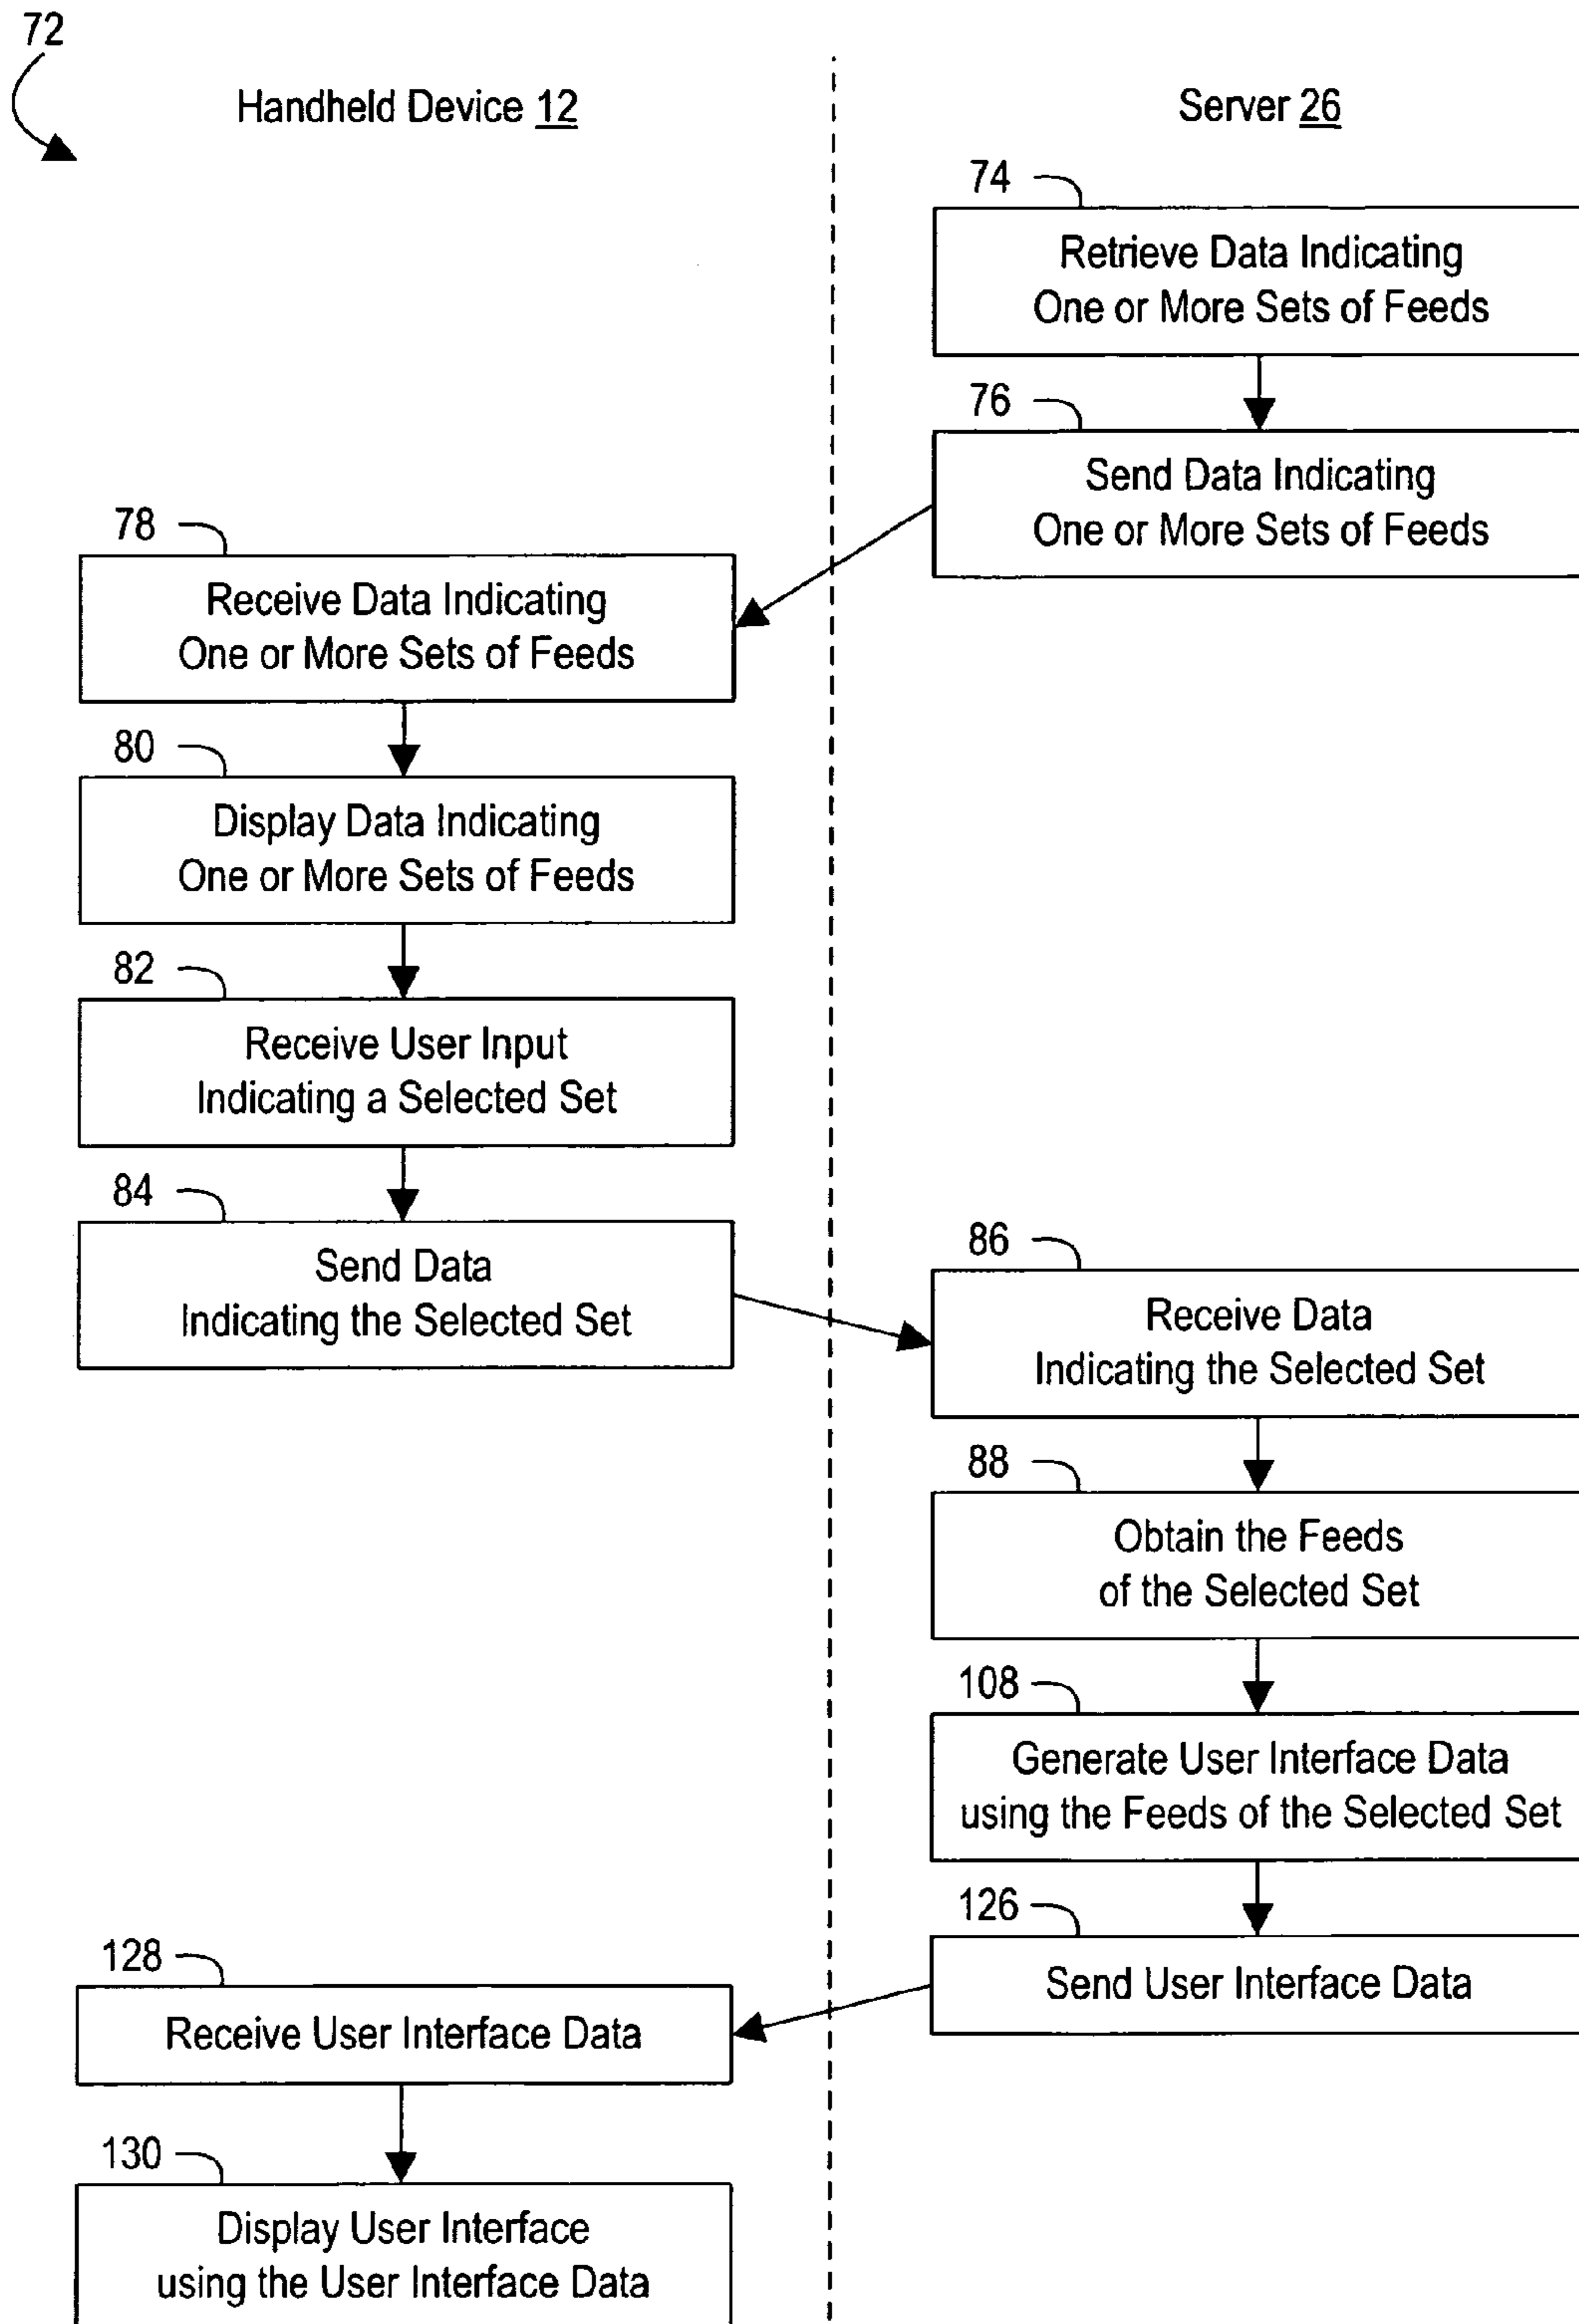 72
Handheld Device 12
Server 26
74
Retrieve Data Indicating
One or More Sets of Feeds
76
Send Data Indicating
One or More Sets of Feeds
78
Receive Data Indicating
One or More Sets of Feeds
80
Display Data Indicating
One or More Sets of Feeds
82
Receive User Input
Indicating a Selected Set
84
Send Data
Indicating the Selected Set
86
Receive Data
Indicating the Selected Set
88
Obtain the Feeds
of the Selected Set
108
Generate User Interface Data
using the Feeds of the Selected Set
126
Send User Interface Data
128
Receive User Interface Data
130
Display User Interface
using the User Interface Data